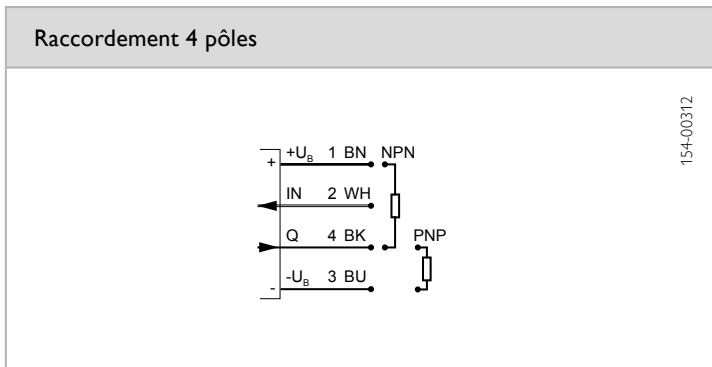 Raccordement 4 pôles
154-00312
+U_B 1 BN NPN
+
IN 2 WH
Q 4 BK PNP
-U_B 3 BU
-